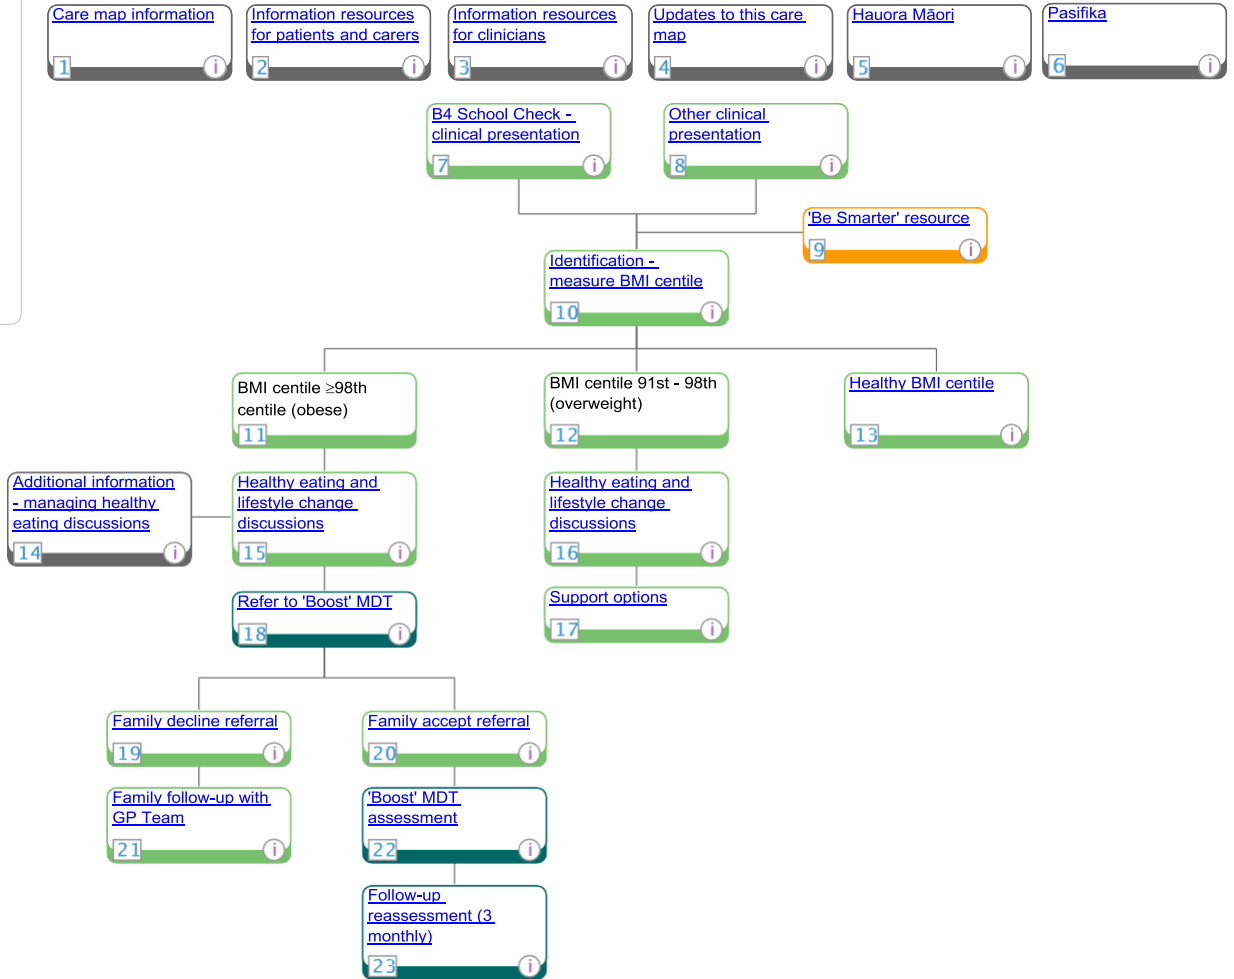 Care map information
1
i
Information resources
for patients and carers
2
i
Information resources
for clinicians
3
i
Updates to this care
map
4
i
Hauora Māori
5
i
Pasifika
6
i
B4 School Check -
clinical presentation
7
i
Other clinical
presentation
8
i
'Be Smarter' resource
9
i
Identification -
measure BMI centile
10
i
BMI centile ≥98th
centile (obese)
11
BMI centile 91st - 98th
(overweight)
12
Healthy BMI centile
13
i
Additional information
- managing healthy
eating discussions
14
i
Healthy eating and
lifestyle change
discussions
15
i
Healthy eating and
lifestyle change
discussions
16
i
Refer to 'Boost' MDT
18
i
Support options
17
i
Family decline referral
19
i
Family accept referral
20
i
Family follow-up with
GP Team
21
i
'Boost' MDT
assessment
22
i
Follow-up
reassessment (3
monthly)
23
i